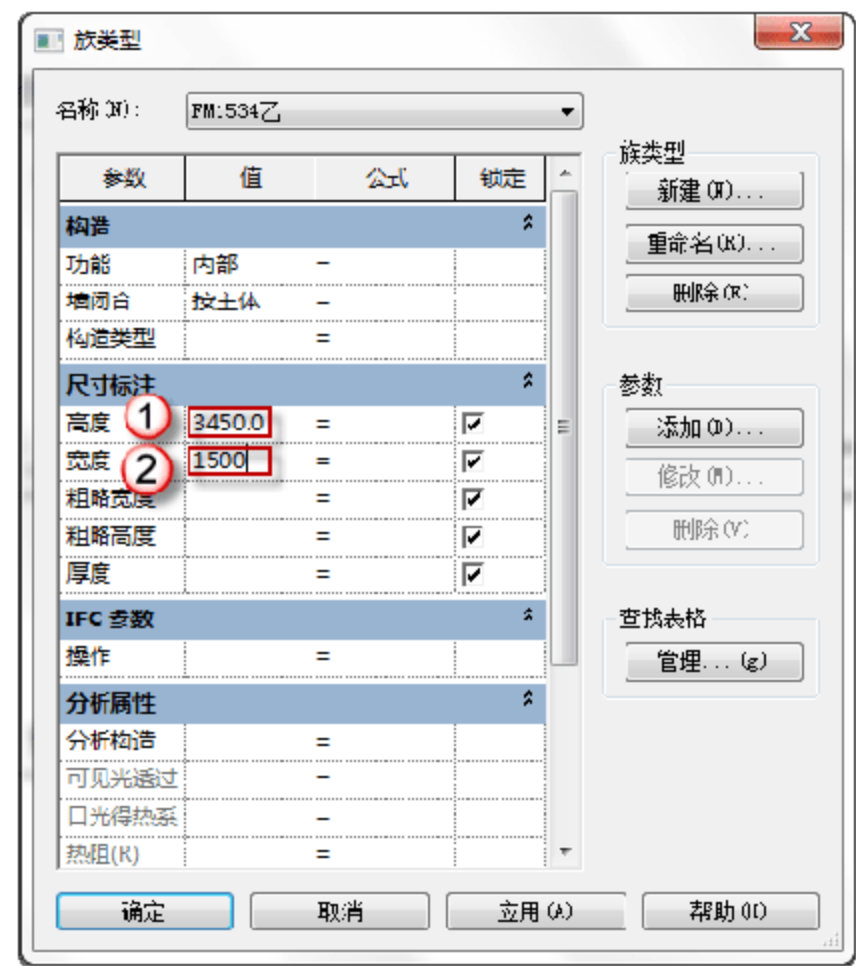 族类型
名称(N): FM:534乙
参数 值 公式 锁定
构造
功能 内部 =
墙闭合 按主体 =
构造类型 =
尺寸标注
高度 1 3450.0 =
宽度 2 1500 =
粗略宽度 =
粗略高度 =
厚度 =
IFC 参数
操作 =
分析属性
分析构造 =
可见光透过 =
日光得热系 =
热阻(R) =
族类型
新建(N)...
重命名(R)...
删除(E)
参数
添加(D)...
修改(M)...
删除(V)
查找表格
管理...(g)
确定 取消 应用(A) 帮助(H)